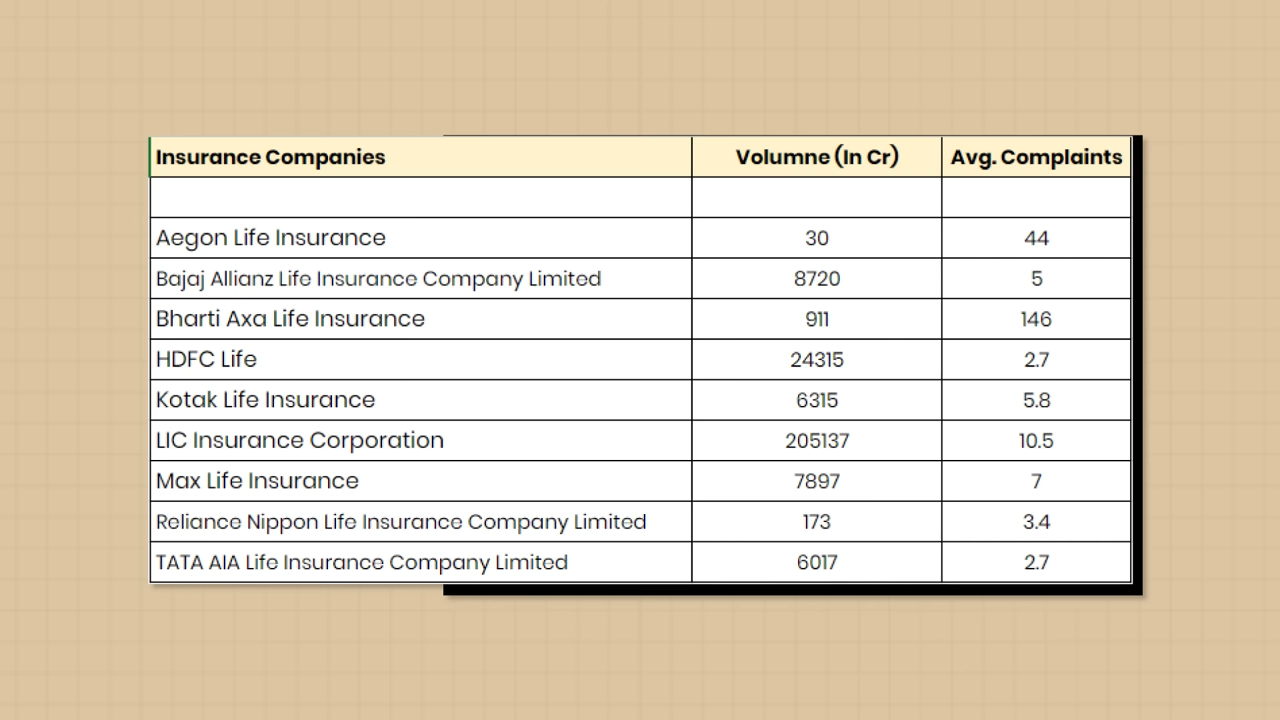 Insurance Companies Volumne (In Cr) Avg. Complaints
Aegon Life Insurance 30 44
Bajaj Allianz Life Insurance Company Limited 8720 5
Bharti Axa Life Insurance 911 146
HDFC Life 24315 2.7
Kotak Life Insurance 6315 5.8
LIC Insurance Corporation 205137 10.5
Max Life Insurance 7897 7
Reliance Nippon Life Insurance Company Limited 173 3.4
TATA AIA Life Insurance Company Limited 6017 2.7